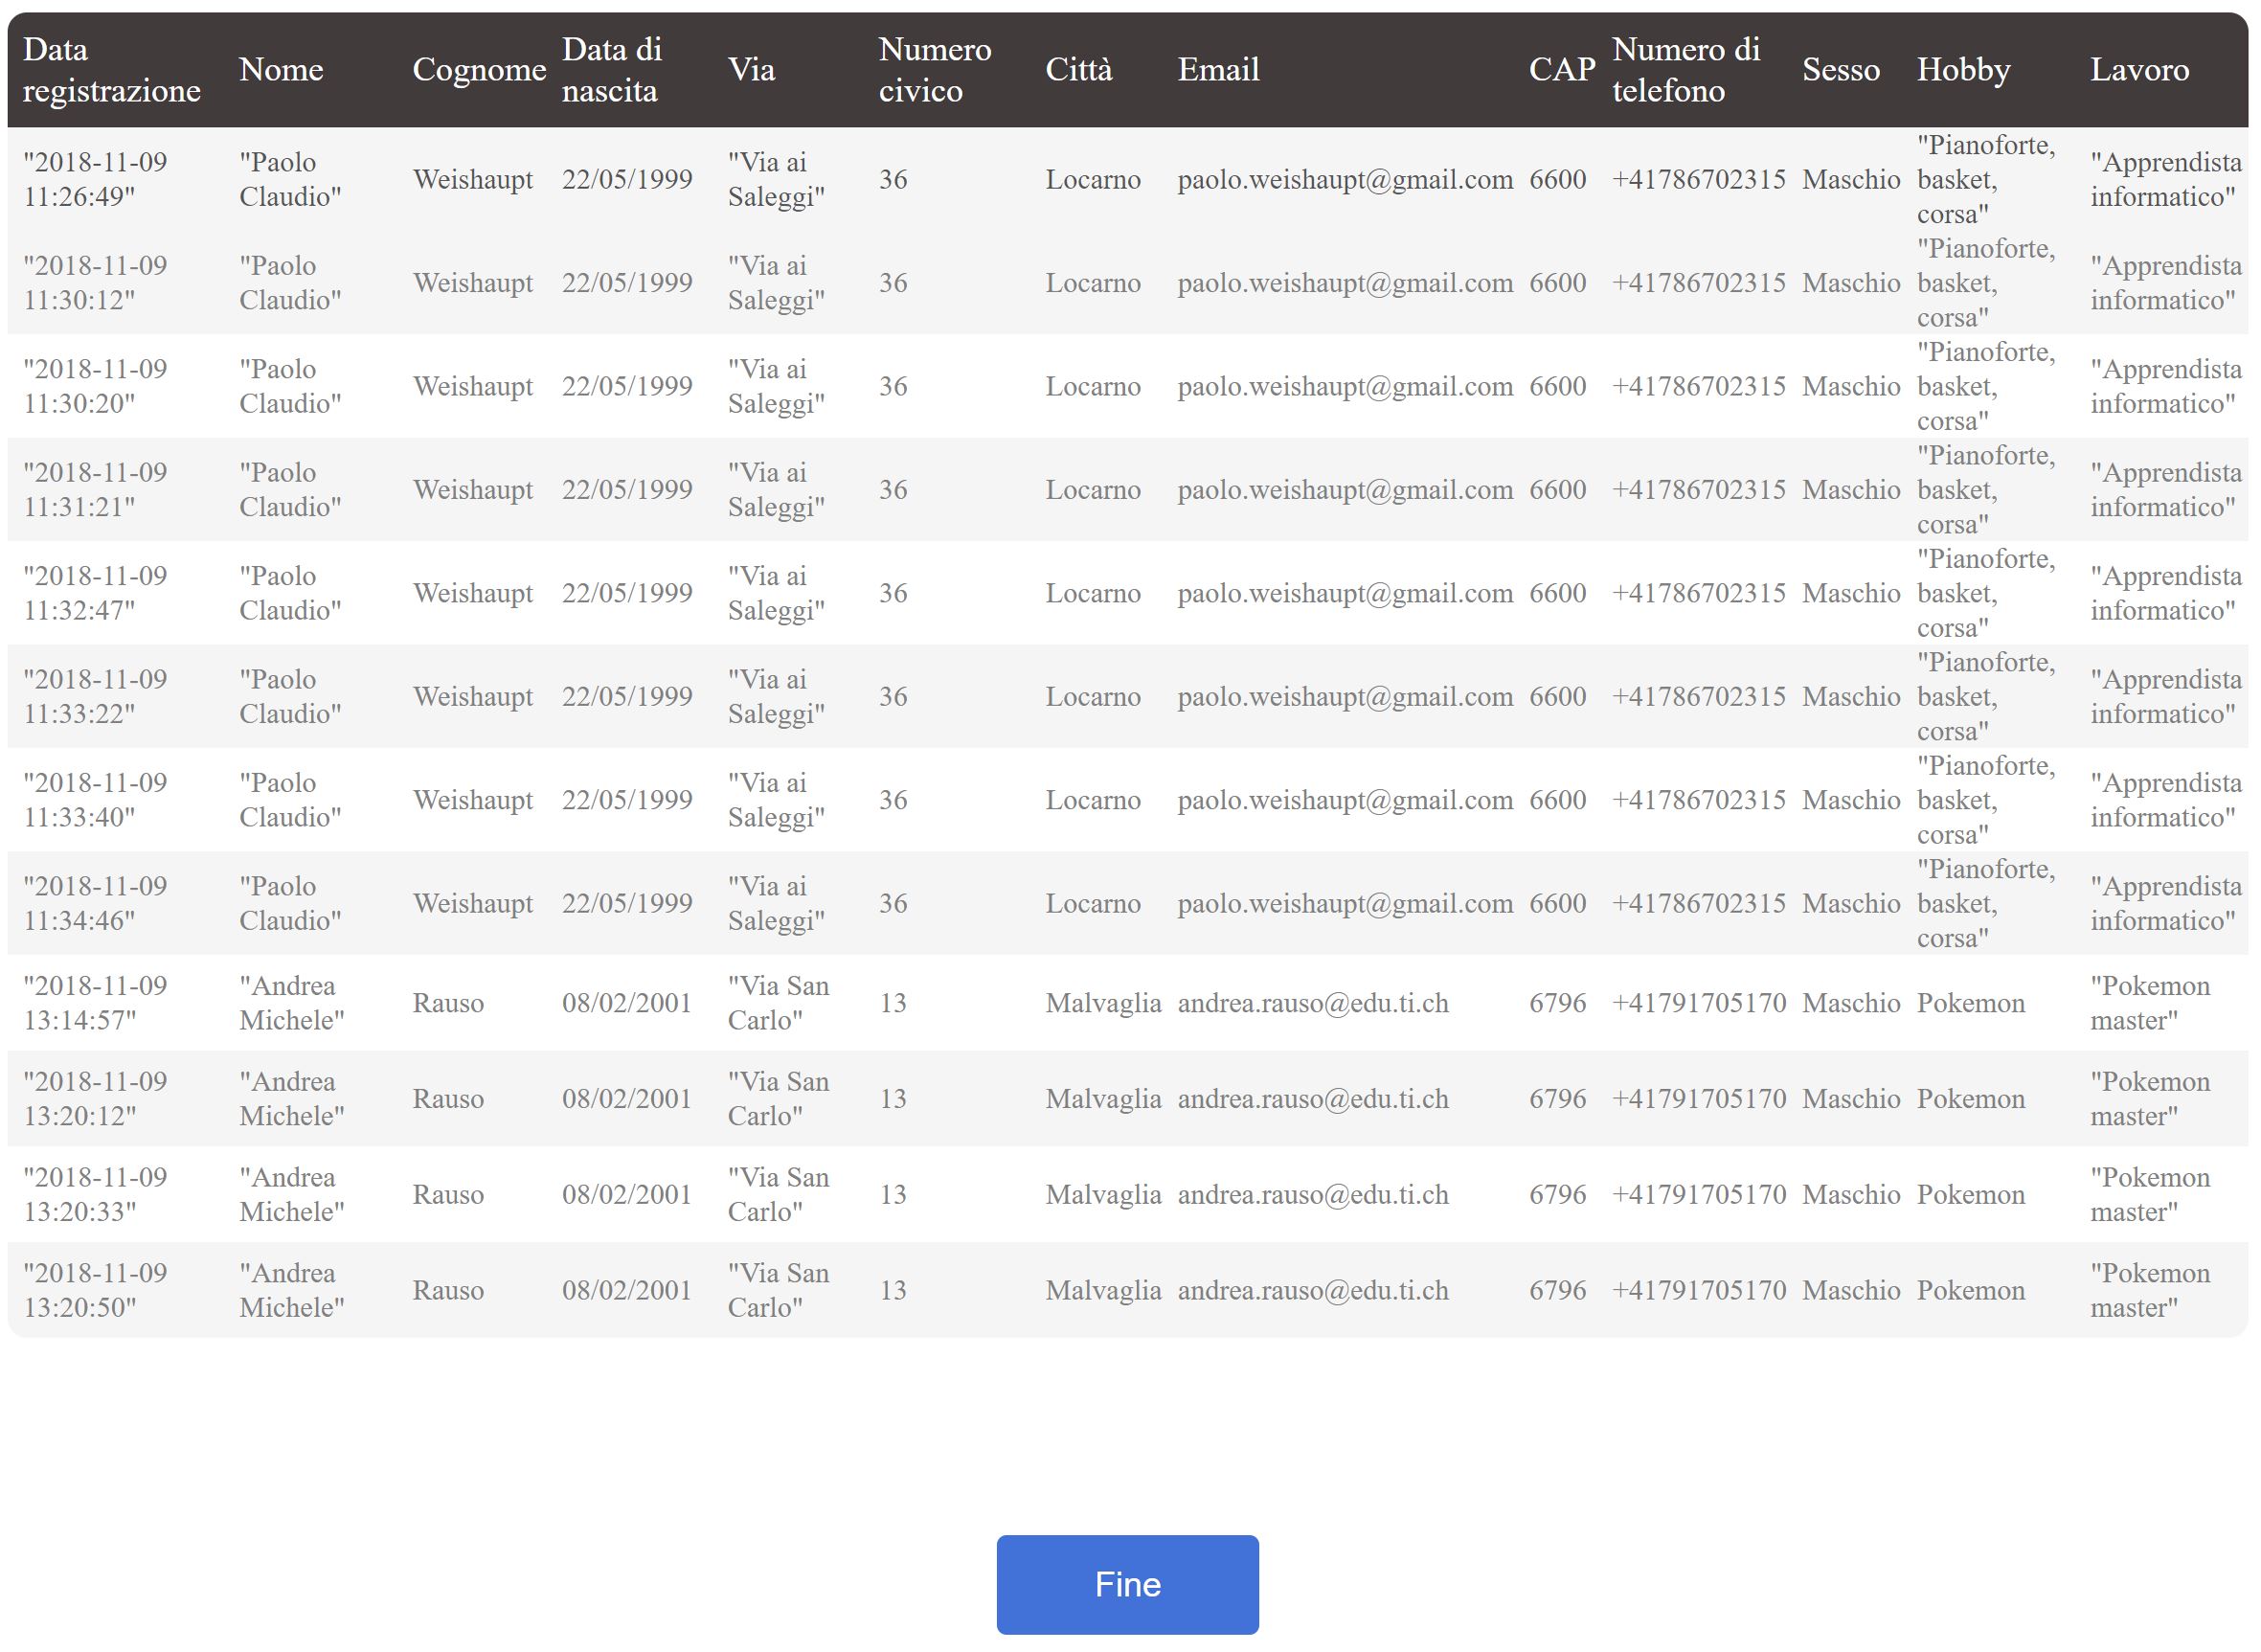 Data registrazione Nome Cognome Data di nascita Via Numero civico Città Email CAP Numero di telefono Sesso Hobby Lavoro
"2018-11-09 11:26:49" "Paolo Claudio" Weishaupt 22/05/1999 "Via ai Saleggi" 36 Locarno paolo.weishaupt@gmail.com 6600 +41786702315 Maschio "Pianoforte, basket, corsa" "Apprendista informatico"
"2018-11-09 11:30:12" "Paolo Claudio" Weishaupt 22/05/1999 "Via ai Saleggi" 36 Locarno paolo.weishaupt@gmail.com 6600 +41786702315 Maschio "Pianoforte, basket, corsa" "Apprendista informatico"
"2018-11-09 11:30:20" "Paolo Claudio" Weishaupt 22/05/1999 "Via ai Saleggi" 36 Locarno paolo.weishaupt@gmail.com 6600 +41786702315 Maschio "Pianoforte, basket, corsa" "Apprendista informatico"
"2018-11-09 11:31:21" "Paolo Claudio" Weishaupt 22/05/1999 "Via ai Saleggi" 36 Locarno paolo.weishaupt@gmail.com 6600 +41786702315 Maschio "Pianoforte, basket, corsa" "Apprendista informatico"
"2018-11-09 11:32:47" "Paolo Claudio" Weishaupt 22/05/1999 "Via ai Saleggi" 36 Locarno paolo.weishaupt@gmail.com 6600 +41786702315 Maschio "Pianoforte, basket, corsa" "Apprendista informatico"
"2018-11-09 11:33:22" "Paolo Claudio" Weishaupt 22/05/1999 "Via ai Saleggi" 36 Locarno paolo.weishaupt@gmail.com 6600 +41786702315 Maschio "Pianoforte, basket, corsa" "Apprendista informatico"
"2018-11-09 11:33:40" "Paolo Claudio" Weishaupt 22/05/1999 "Via ai Saleggi" 36 Locarno paolo.weishaupt@gmail.com 6600 +41786702315 Maschio "Pianoforte, basket, corsa" "Apprendista informatico"
"2018-11-09 11:34:46" "Paolo Claudio" Weishaupt 22/05/1999 "Via ai Saleggi" 36 Locarno paolo.weishaupt@gmail.com 6600 +41786702315 Maschio "Pianoforte, basket, corsa" "Apprendista informatico"
"2018-11-09 13:14:57" "Andrea Michele" Rauso 08/02/2001 "Via San Carlo" 13 Malvaglia andrea.rauso@edu.ti.ch 6796 +41791705170 Maschio Pokemon "Pokemon master"
"2018-11-09 13:20:12" "Andrea Michele" Rauso 08/02/2001 "Via San Carlo" 13 Malvaglia andrea.rauso@edu.ti.ch 6796 +41791705170 Maschio Pokemon "Pokemon master"
"2018-11-09 13:20:33" "Andrea Michele" Rauso 08/02/2001 "Via San Carlo" 13 Malvaglia andrea.rauso@edu.ti.ch 6796 +41791705170 Maschio Pokemon "Pokemon master"
"2018-11-09 13:20:50" "Andrea Michele" Rauso 08/02/2001 "Via San Carlo" 13 Malvaglia andrea.rauso@edu.ti.ch 6796 +41791705170 Maschio Pokemon "Pokemon master"
Fine